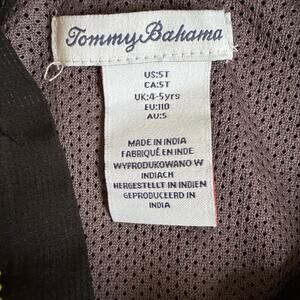 Tommy Bahama
US:5T
CA:5T
UK:4-5yrs
EU:110
AU:5
MADE IN INDIA
FABRIQUÉ EN INDE
WYPRODUKOWANO W
INDIACH
HERGESTELLT IN INDIEN
GEPRODUCEERD IN
INDIA